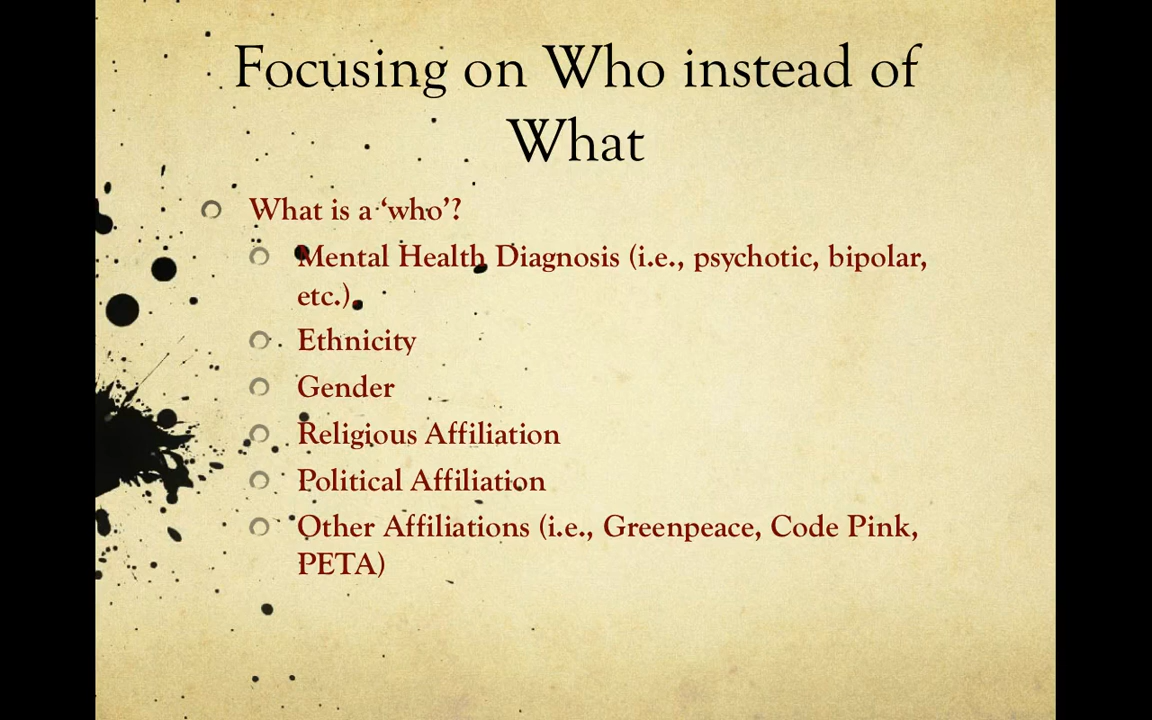 Focusing on Who instead of
What
What is a ‘who’?
Mental Health Diagnosis (i.e., psychotic, bipolar,
etc.)
Ethnicity
Gender
Religious Affiliation
Political Affiliation
Other Affiliations (i.e., Greenpeace, Code Pink,
PETA)